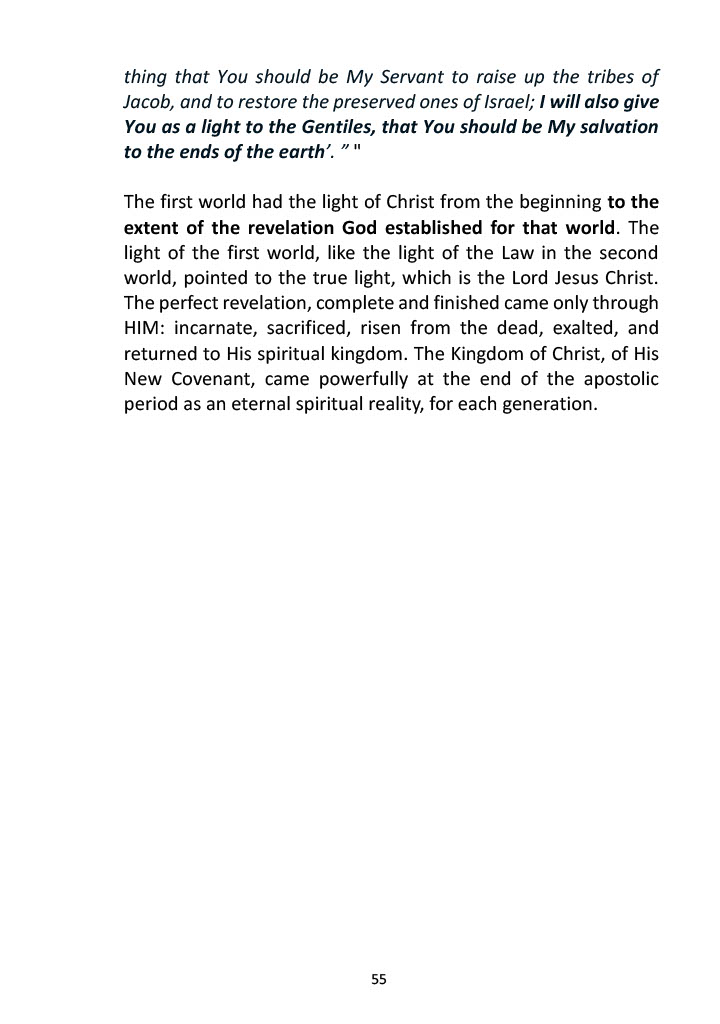 thing that You should be My Servant to raise up the tribes of
Jacob, and to restore the preserved ones of Israel; I will also give
You as a light to the Gentiles, that You should be My salvation
to the ends of the earth’. ” "
The first world had the light of Christ from the beginning to the
extent of the revelation God established for that world. The
light of the first world, like the light of the Law in the second
world, pointed to the true light, which is the Lord Jesus Christ.
The perfect revelation, complete and finished came only through
HIM: incarnate, sacrificed, risen from the dead, exalted, and
returned to His spiritual kingdom. The Kingdom of Christ, of His
New Covenant, came powerfully at the end of the apostolic
period as an eternal spiritual reality, for each generation.
55